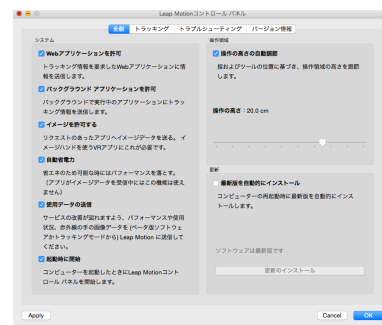 Leap Motionコントロール パネル
全般 トラッキング トラブルシューティング バージョン情報
システム
Webアプリケーションを許可
トラッキング情報を要求したWebアプリケーションに情
報を送信します。
バックグラウンド アプリケーションを許可
バックグラウンドで実行中のアプリケーションにトラッ
キング情報を送信します。
イメージを許可する
リクエストのあったアプリへイメージデータを送る。 イ
メージ/ハンドを使うVRアプリにこれが必要です。
自動省電力
省エネのため可能な時にはパフォーマンスを落とす。
（アプリがイメージデータを受信中にはこの機能は使え
ません）
使用データの送信
サービスの改善が図れますよう、パフォーマンスや使用
状況、赤外線の手の画像データを (ベータ版ソフトウェ
アかトラッキングモードから) Leap Motion に送信して
ください。
起動時に開始
コンピューターを起動したときにLeap Motionコント
ロール パネルを開始します。
操作領域
操作の高さの自動調節
指およびツールの位置に基づき、操作領域の高さを調節
します。
操作の高さ：20.0 cm
更新
最新版を自動的にインストール
コンピューターの再起動時に最新版を自動的にインス
トールします。
ソフトウェアは最新版です
更新のインストール
Apply Cancel OK